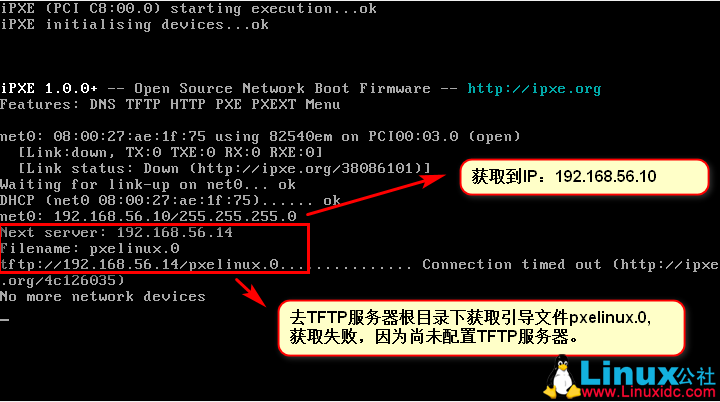 iPXE (PCI C8:00.0) starting execution...ok
iPXE initialising devices...ok
iPXE 1.0.0+ -- Open Source Network Boot Firmware -- http://ipxe.org
Features: DNS TFTP HTTP PXE PXEXT Menu
net0: 08:00:27:ae:1f:75 using 82540em on PCI00:03.0 (open)
[Link:down, TX:0 TXE:0 RX:0 RXE:0]
[Link status: Down (http://ipxe.org/38086101)]
Waiting for link-up on net0... ok
DHCP (net0 08:00:27:ae:1f:75)...... ok
net0: 192.168.56.10/255.255.255.0
Next server: 192.168.56.14
Filename: pxelinux.0
tftp://192.168.56.14/pxelinux.0............... Connection timed out (http://ipxe
.org/4c126035)
No more network devices
获取到IP：192.168.56.10
去TFTP服务器根目录下获取引导文件pxelinux.0,
获取失败，因为尚未配置TFTP服务器。
Linux公社
www.Linuxidc.com